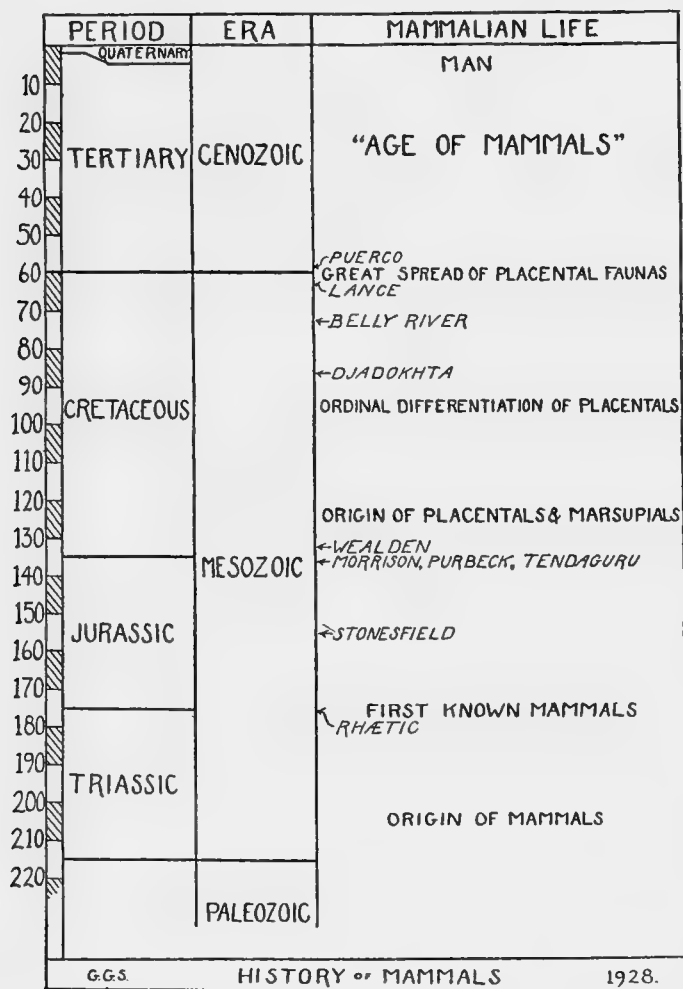 PERIOD ERA MAMMALIAN LIFE
QUATERNARY
MAN
10
20
"AGE OF MAMMALS"
TERTIARY CENOZOIC
30
40
50
PUERCO
60
GREAT SPREAD OF PLACENTAL FAUNAS
LANCE
70
BELLY RIVER
80
DJADOKHTA
90
CRETACEOUS
ORDINAL DIFFERENTIATION OF PLACENTALS
100
110
120
ORIGIN OF PLACENTALS & MARSUPIALS
130
WEALDEN
MORRISON, PURBECK, TENDAGURU
MESOZOIC
140
150
JURASSIC
STONESFIELD
160
170
FIRST KNOWN MAMMALS
180
RHÆTIC
190
TRIASSIC
200
ORIGIN OF MAMMALS
210
220
PALEOZOIC
G.G.S. HISTORY OF MAMMALS 1928.